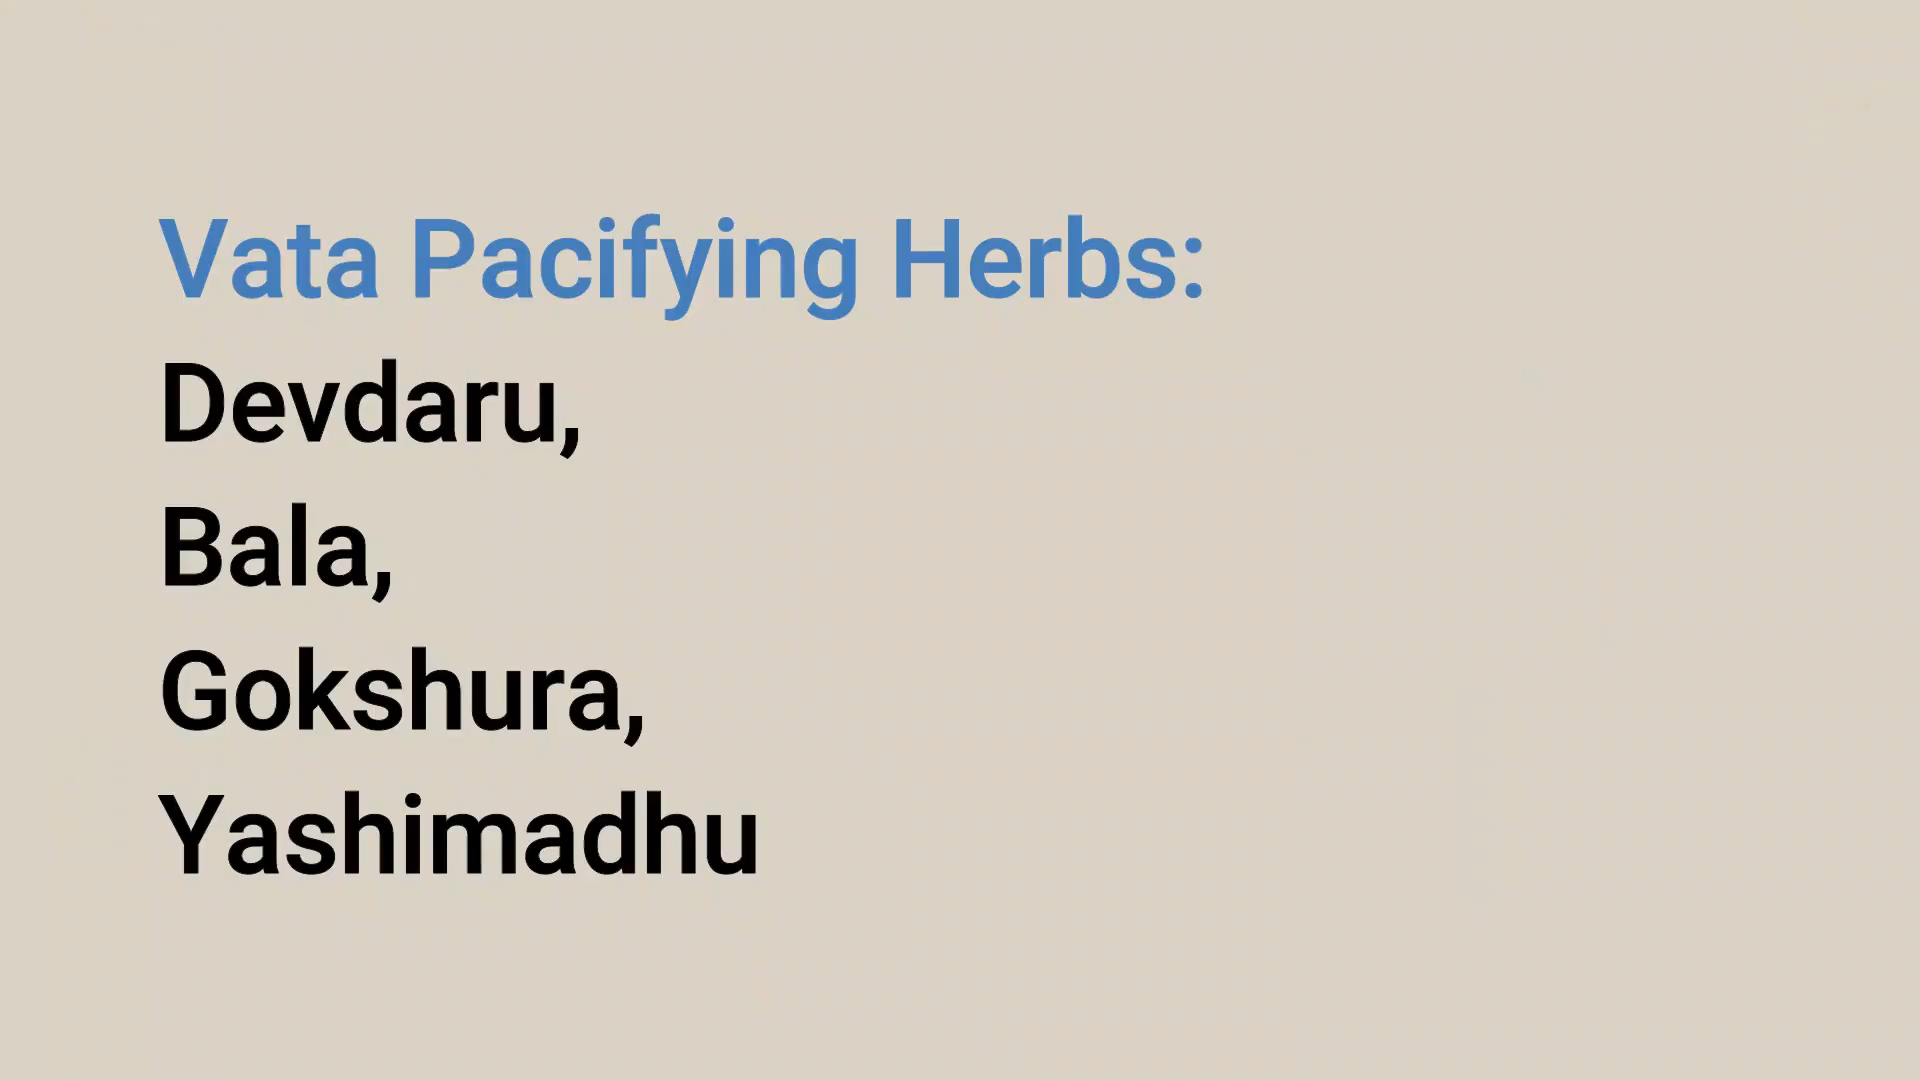 Vata Pacifying Herbs:
Devdaru,
Bala,
Gokshura,
Yashimadhu